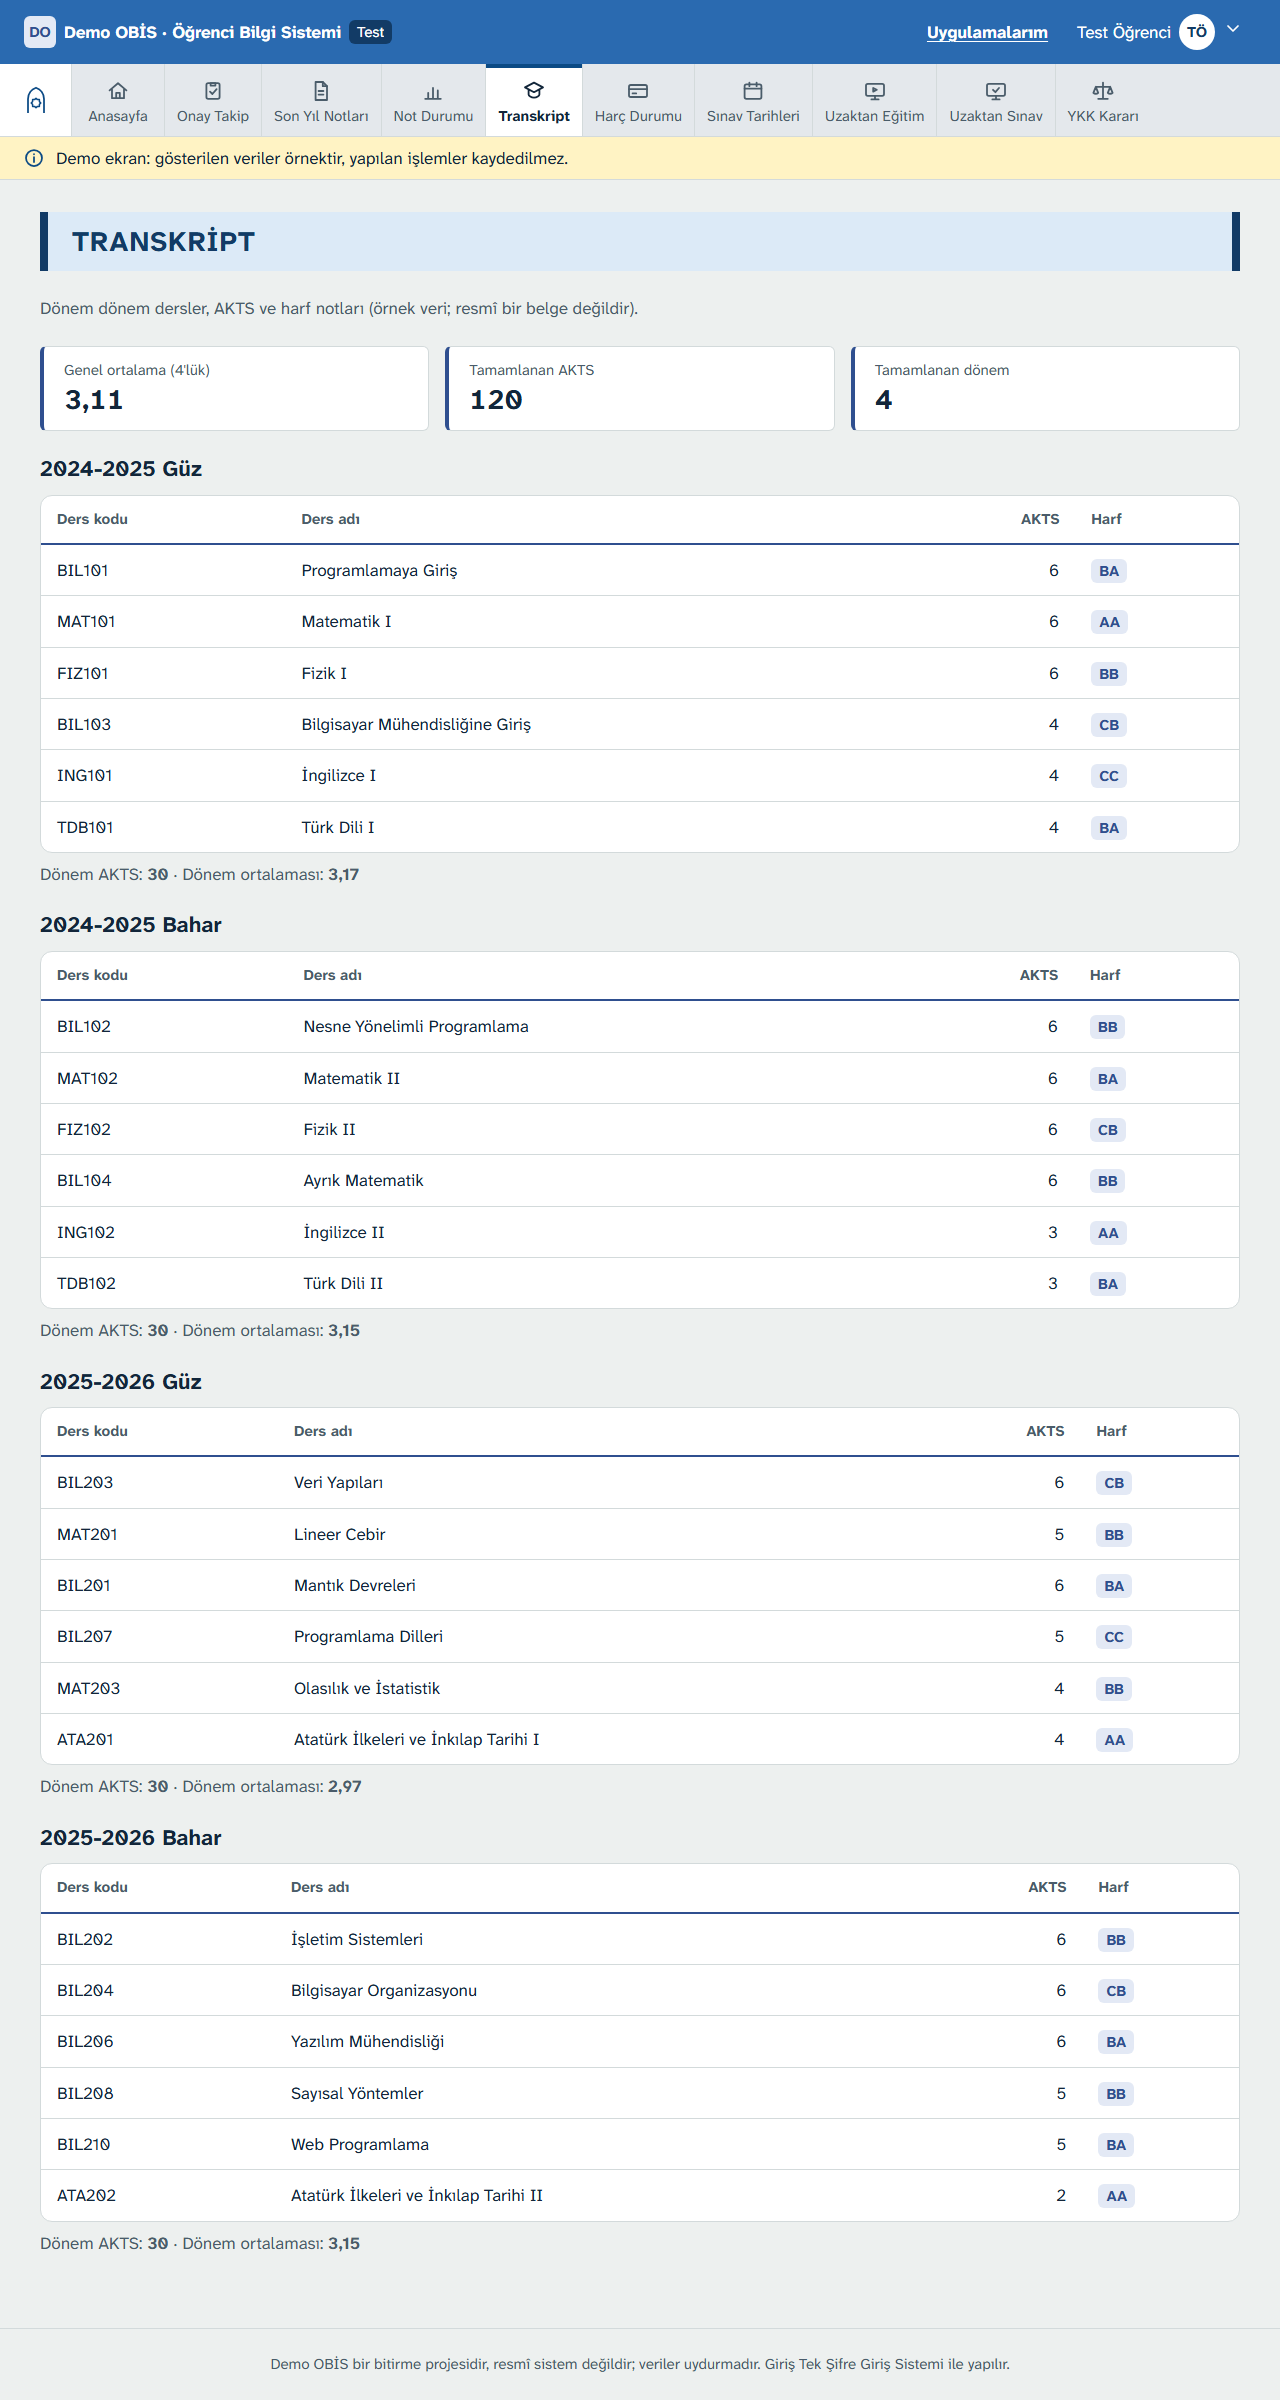 DO Demo OBİS · Öğrenci Bilgi Sistemi Test Uygulamalarım Test Öğrenci TÖ
Anasayfa Onay Takip Son Yıl Notları Not Durumu Transkript Harç Durumu Sınav Tarihleri Uzaktan Eğitim Uzaktan Sınav YKK Kararı
Demo ekran: gösterilen veriler örnektir, yapılan işlemler kaydedilmez.
TRANSKRİPT
Dönem dönem dersler, AKTS ve harf notları (örnek veri; resmî bir belge değildir).
Genel ortalama (4'lük) Tamamlanan AKTS Tamamlanan dönem
3,11 120 4
2024-2025 Güz
Ders kodu Ders adı AKTS Harf
BIL101 Programlamaya Giriş 6 BA
MAT101 Matematik I 6 AA
FIZ101 Fizik I 6 BB
BIL103 Bilgisayar Mühendisliğine Giriş 4 CB
ING101 İngilizce I 4 CC
TDB101 Türk Dili I 4 BA
Dönem AKTS: 30 · Dönem ortalaması: 3,17
2024-2025 Bahar
Ders kodu Ders adı AKTS Harf
BIL102 Nesne Yönelimli Programlama 6 BB
MAT102 Matematik II 6 BA
FIZ102 Fizik II 6 CB
BIL104 Ayrık Matematik 6 BB
ING102 İngilizce II 3 AA
TDB102 Türk Dili II 3 BA
Dönem AKTS: 30 · Dönem ortalaması: 3,15
2025-2026 Güz
Ders kodu Ders adı AKTS Harf
BIL203 Veri Yapıları 6 CB
MAT201 Lineer Cebir 5 BB
BIL201 Mantık Devreleri 6 BA
BIL207 Programlama Dilleri 5 CC
MAT203 Olasılık ve İstatistik 4 BB
ATA201 Atatürk İlkeleri ve İnkılap Tarihi I 4 AA
Dönem AKTS: 30 · Dönem ortalaması: 2,97
2025-2026 Bahar
Ders kodu Ders adı AKTS Harf
BIL202 İşletim Sistemleri 6 BB
BIL204 Bilgisayar Organizasyonu 6 CB
BIL206 Yazılım Mühendisliği 6 BA
BIL208 Sayısal Yöntemler 5 BB
BIL210 Web Programlama 5 BA
ATA202 Atatürk İlkeleri ve İnkılap Tarihi II 2 AA
Dönem AKTS: 30 · Dönem ortalaması: 3,15
Demo OBİS bir bitirme projesidir, resmî sistem değildir; veriler uydurmadır. Giriş Tek Şifre Giriş Sistemi ile yapılır.